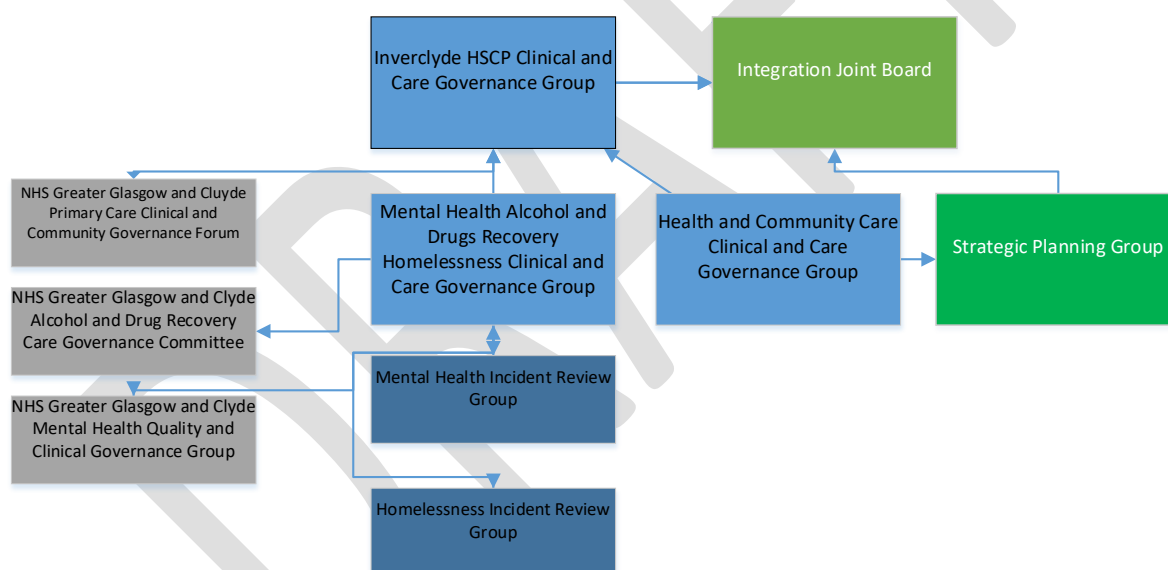 Inverclyde HSCP Clinical and
Care Governance Group
Integration Joint Board
NHS Greater Glasgow and Cluyde
Primary Care Clinical and
Community Governance Forum
Mental Health Alcohol and
Drugs Recovery
Homelessness Clinical and
Care Governance Group
Health and Community Care
Clinical and Care
Governance Group
Strategic Planning Group
NHS Greater Glasgow and Clyde
Alcohol and Drug Recovery
Care Governance Committee
Mental Health Incident Review
Group
NHS Greater Glasgow and Clyde
Mental Health Quality and
Clinical Governance Group
Homelessness Incident Review
Group